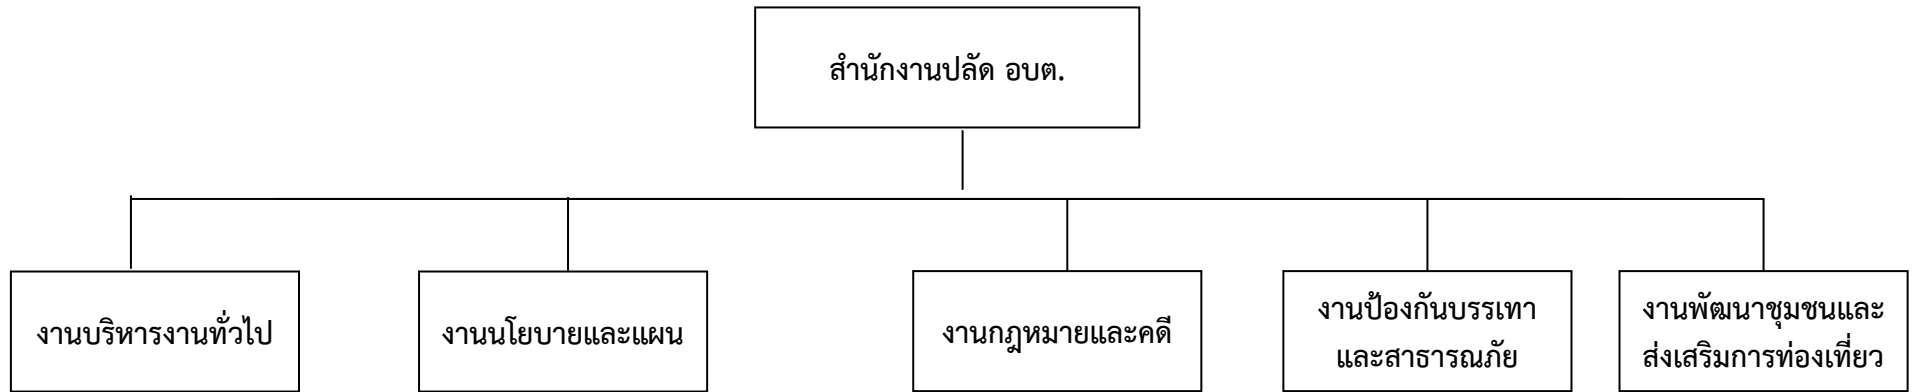 สำนักงานปลัด อบต.
งานบริหารงานทั่วไป
งานนโยบายและแผน
งานกฎหมายและคดี
งานป้องกันบรรเทา
และสาธารณภัย
งานพัฒนาชุมชนและ
ส่งเสริมการท่องเที่ยว